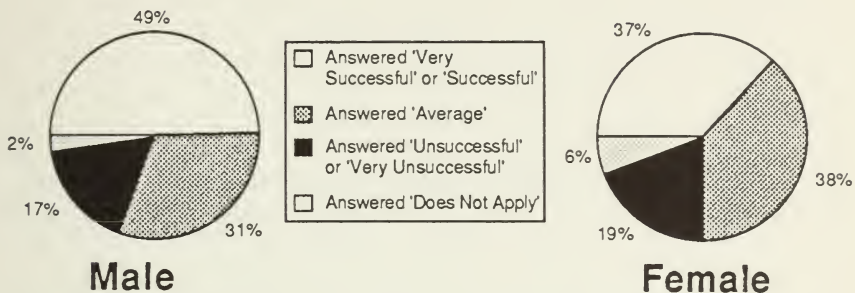 49%
2%
17%
31%
Male
Answered 'Very
Successful' or 'Successful'
Answered 'Average'
Answered 'Unsuccessful'
or 'Very Unsuccessful'
Answered 'Does Not Apply'
37%
6%
19%
38%
Female